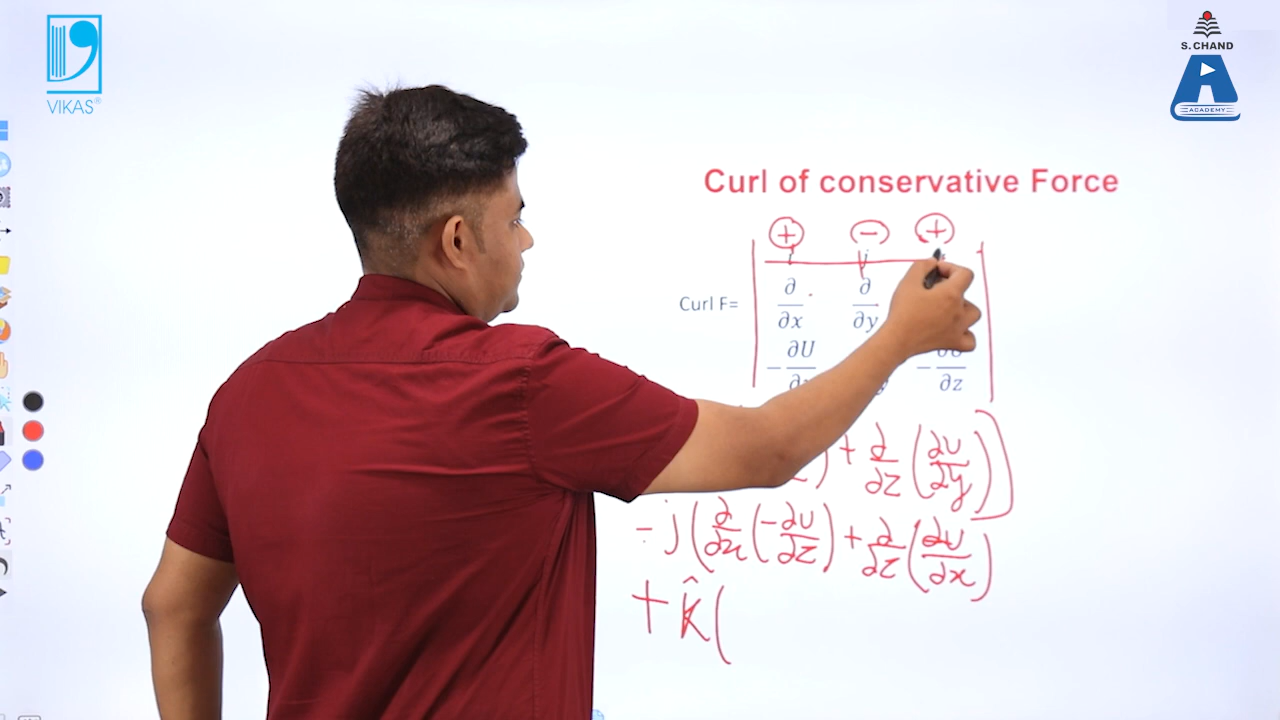 VIKAS®
S. CHAND
ACADEMY
Curl of conservative Force
+ − +
i j
Curl F=
∂/∂x ∂/∂y
−∂U/∂x −∂U/∂z
) + ∂/∂z (∂U/∂y)
− j (∂/∂x (−∂U/∂z) + ∂/∂z (∂U/∂x)
+ k̂ (